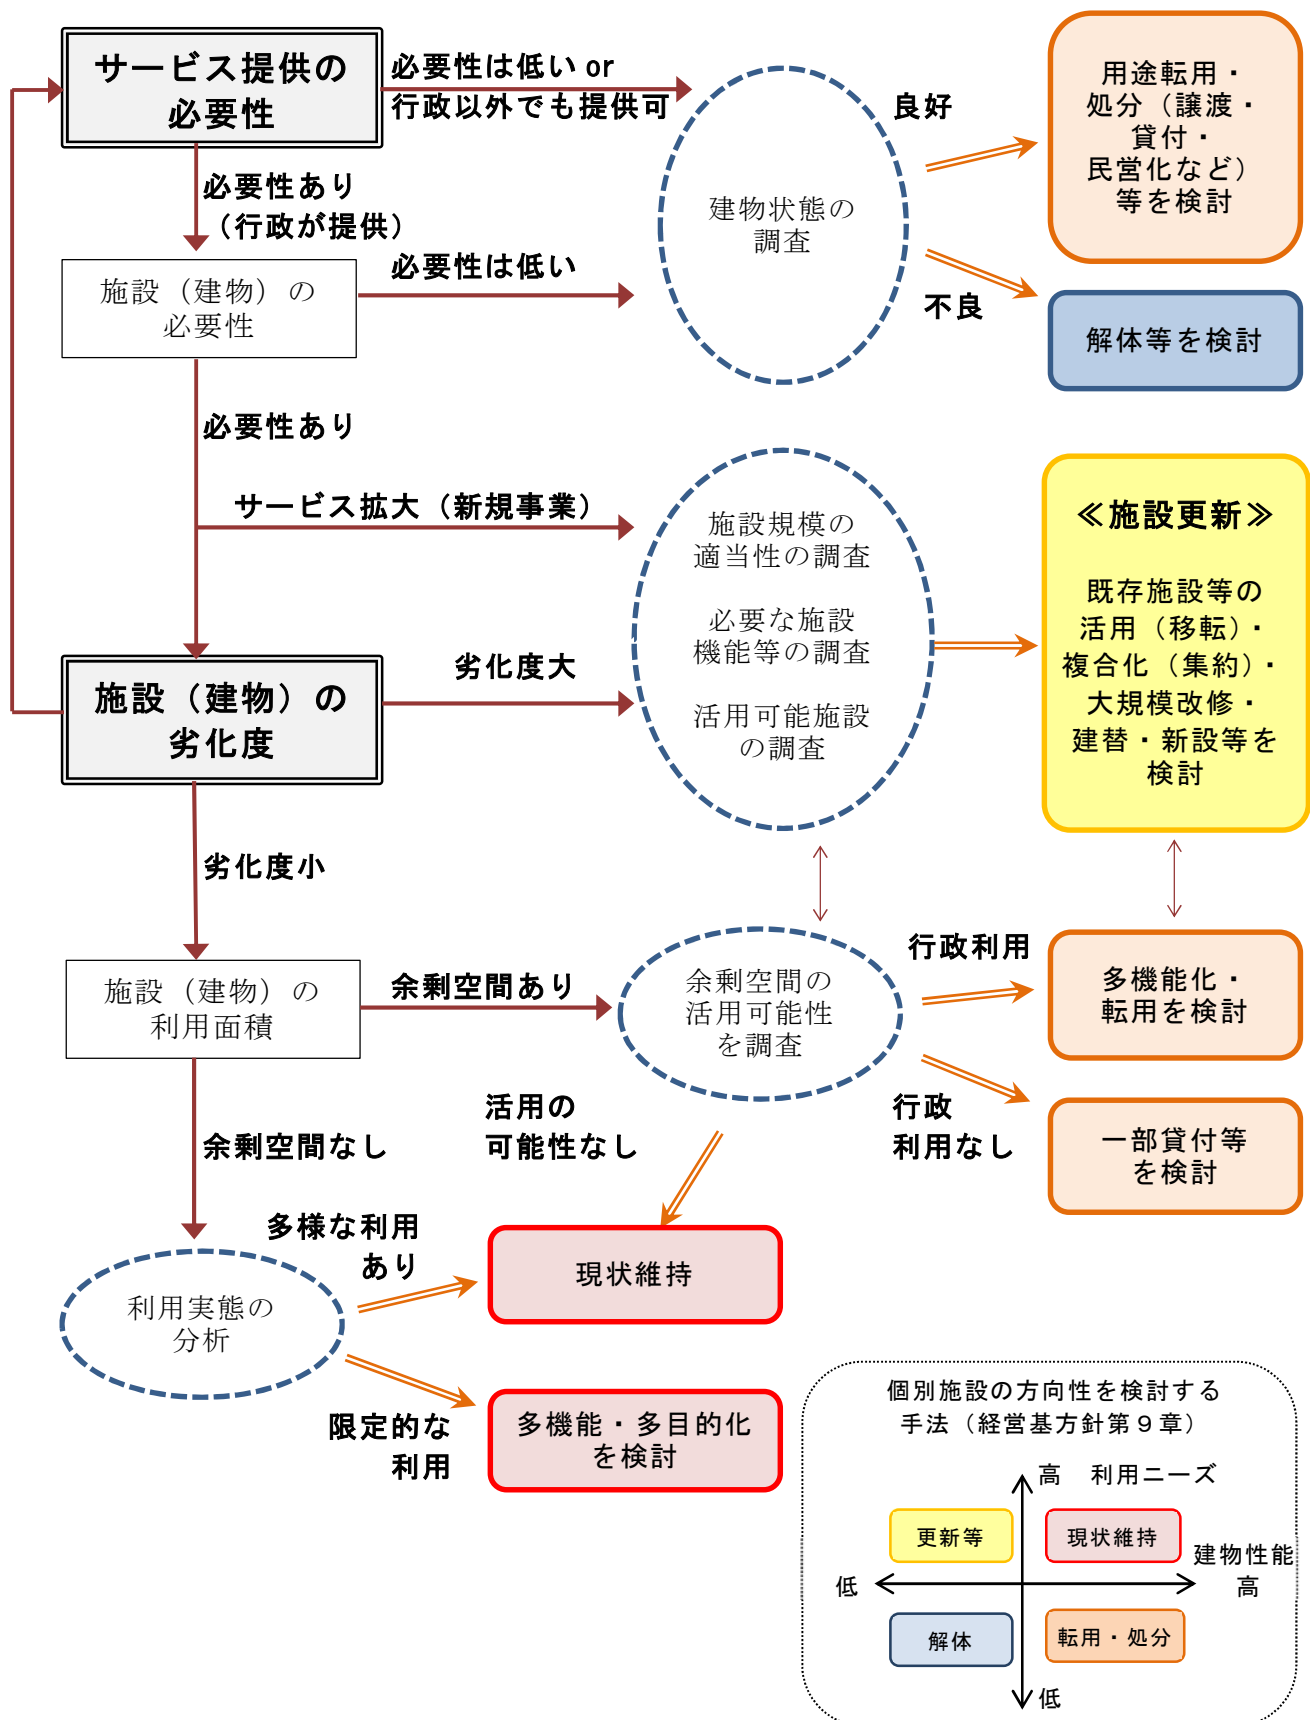 サービス提供の
必要性
必要性は低い or
行政以外でも提供可
良好
用途転用・
処分（譲渡・
貸付・
民営化など）
等を検討
必要性あり
（行政が提供）
建物状態の
調査
施設（建物）の
必要性
必要性は低い
不良
解体等を検討
必要性あり
サービス拡大（新規事業）
施設規模の
適当性の調査
必要な施設
機能等の調査
活用可能施設
の調査
≪施設更新≫
既存施設等の
活用（移転）・
複合化（集約）・
大規模改修・
建替・新設等を
検討
施設（建物）の
劣化度
劣化度大
劣化度小
施設（建物）の
利用面積
余剰空間あり
余剰空間の
活用可能性
を調査
行政利用
多機能化・
転用を検討
行政
利用なし
一部貸付等
を検討
活用の
可能性なし
余剰空間なし
多様な利用
あり
現状維持
利用実態の
分析
限定的な
利用
多機能・多目的化
を検討
個別施設の方向性を検討する
手法（経営基方針第９章）
高　利用ニーズ
更新等
現状維持
建物性能
高
低
解体
転用・処分
低